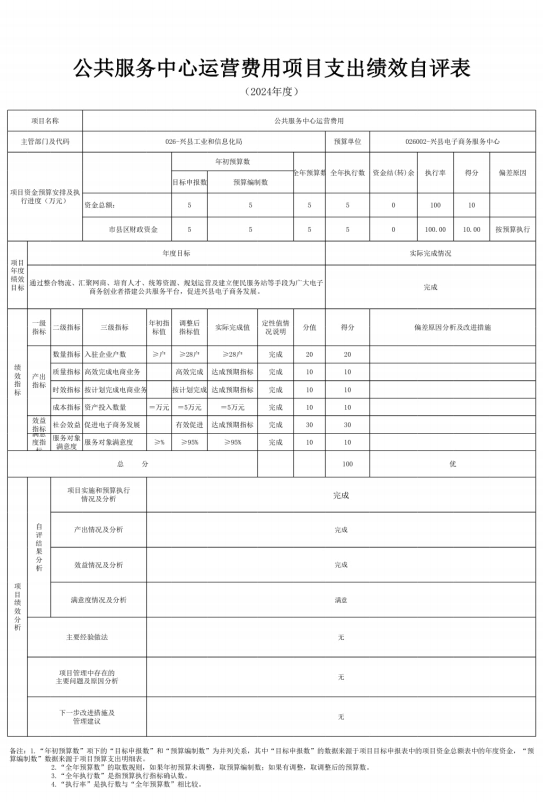 公共服务中心运营费用项目支出绩效自评表
（2024年度）
项目名称 公共服务中心运营费用
主管部门及代码 026-兴县工业和信息化局 预算单位 026002-兴县电子商务服务中心
项目资金预算安排及执行进度（万元） 年初预算数 全年预算数 全年执行数 资金结(转)余 执行率 得分 偏差原因
目标申报数 预算编制数
资金总额： 5 5 5 5 0 100 10
市县区财政资金 5 5 5 5 0 100.00 10.00 按预算执行
项目年度绩效目标 年度目标 实际完成情况
通过整合物流、汇聚网商、培育人才、统筹资源、规划运营及建立便民服务站等手段为广大电子
商务创业者搭建公共服务平台，促进兴县电子商务发展。 完成
绩效指标 一级指标 二级指标 三级指标 年初指标值 调整后指标值 实际完成值 定性值情况说明 分值 得分 偏差原因分析及改进措施
产出指标 数量指标 入驻企业户数 ≥户 ≥28户 ≥28户 完成 20 20
质量指标 高效完成电商业务 高效完成 达成预期指标 完成 10 10
时效指标 按计划完成电商业务 按计划完成 达成预期指标 完成 10 10
成本指标 资产投入数量 ＝万元 ＝5万元 ＝5万元 完成 10 10
效益指标 社会效益 促进电子商务发展 有效促进 达成预期指标 完成 30 30
满意度指标 服务对象满意度 服务对象满意度 ≥% ≥95% ≥95% 完成 10 10
总 分 100 优
项目绩效分析 自评结果分析 项目实施和预算执行情况及分析 完成
产出情况及分析 完成
效益情况及分析 完成
满意度情况及分析 满意
主要经验做法 无
项目管理中存在的主要问题及原因分析 无
下一步改进措施及管理建议 无
备注：1.“年初预算数”项下的“目标申报数”和“预算编制数”为并列关系，其中“目标申报数”的数据来源于项目目标申报表中的项目资金总额表中的年度资金，“预
算编制数”数据来源于项目预算支出明细表。
2.“全年预算数”的取数规则，如果年初预算未调整，取预算编制数；如果有调整，取调整后的预算数。
3.“全年执行数”是指预算执行指标确认数。
4.“执行率”是执行数与“全年预算数”相比较。